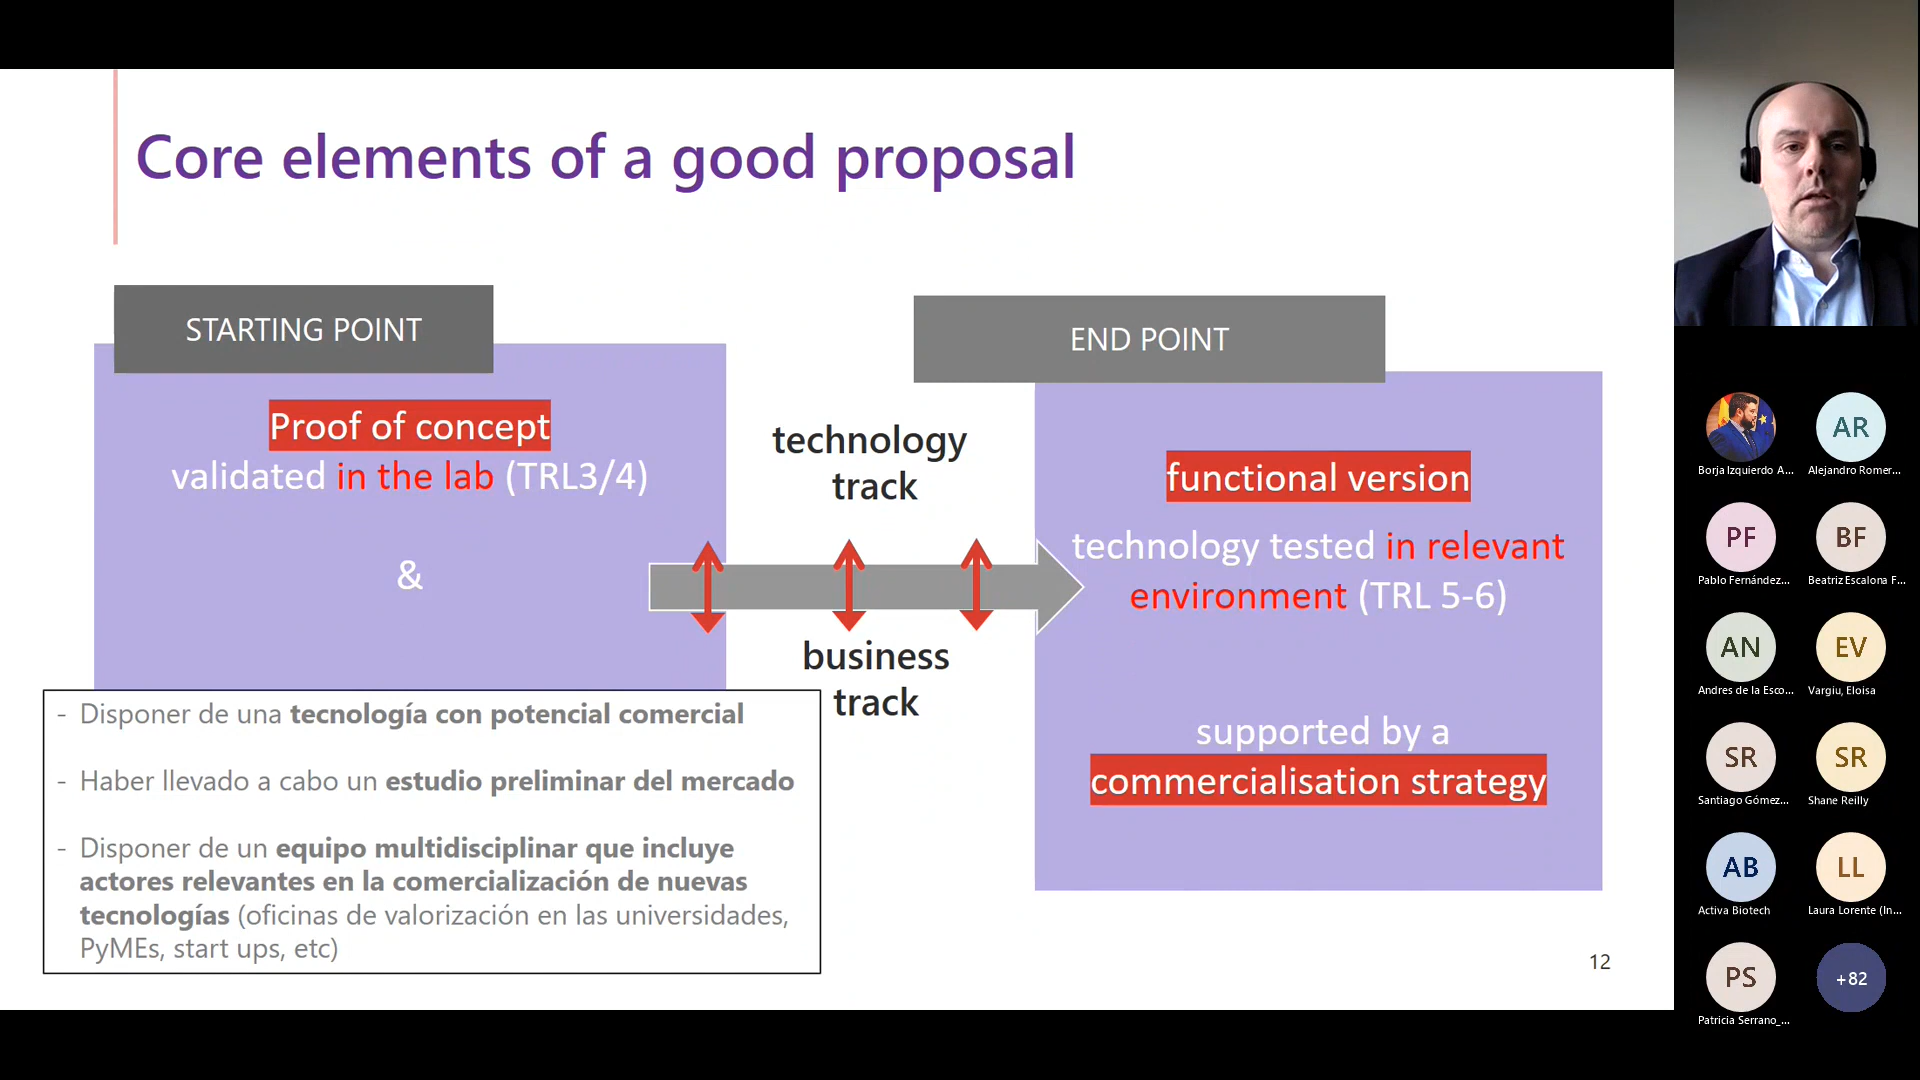 Core elements of a good proposal
STARTING POINT
Proof of concept
validated in the lab (TRL3/4)
&
- Disponer de una tecnología con potencial comercial
- Haber llevado a cabo un estudio preliminar del mercado
- Disponer de un equipo multidisciplinar que incluye
actores relevantes en la comercialización de nuevas
tecnologías (oficinas de valorización en las universidades,
PyMEs, start ups, etc)
technology
track
business
track
END POINT
functional version
technology tested in relevant
environment (TRL 5-6)
supported by a
commercialisation strategy
12
Borja Izquierdo A...
AR
Alejandro Romer...
PF
Pablo Fernández...
BF
Beatriz Escalona F...
AN
Andres de la Esco...
EV
Vargiu, Eloisa
SR
Santiago Gómez...
SR
Shane Reilly
AB
Activa Biotech
LL
Laura Lorente (In...
PS
Patricia Serrano_...
+82